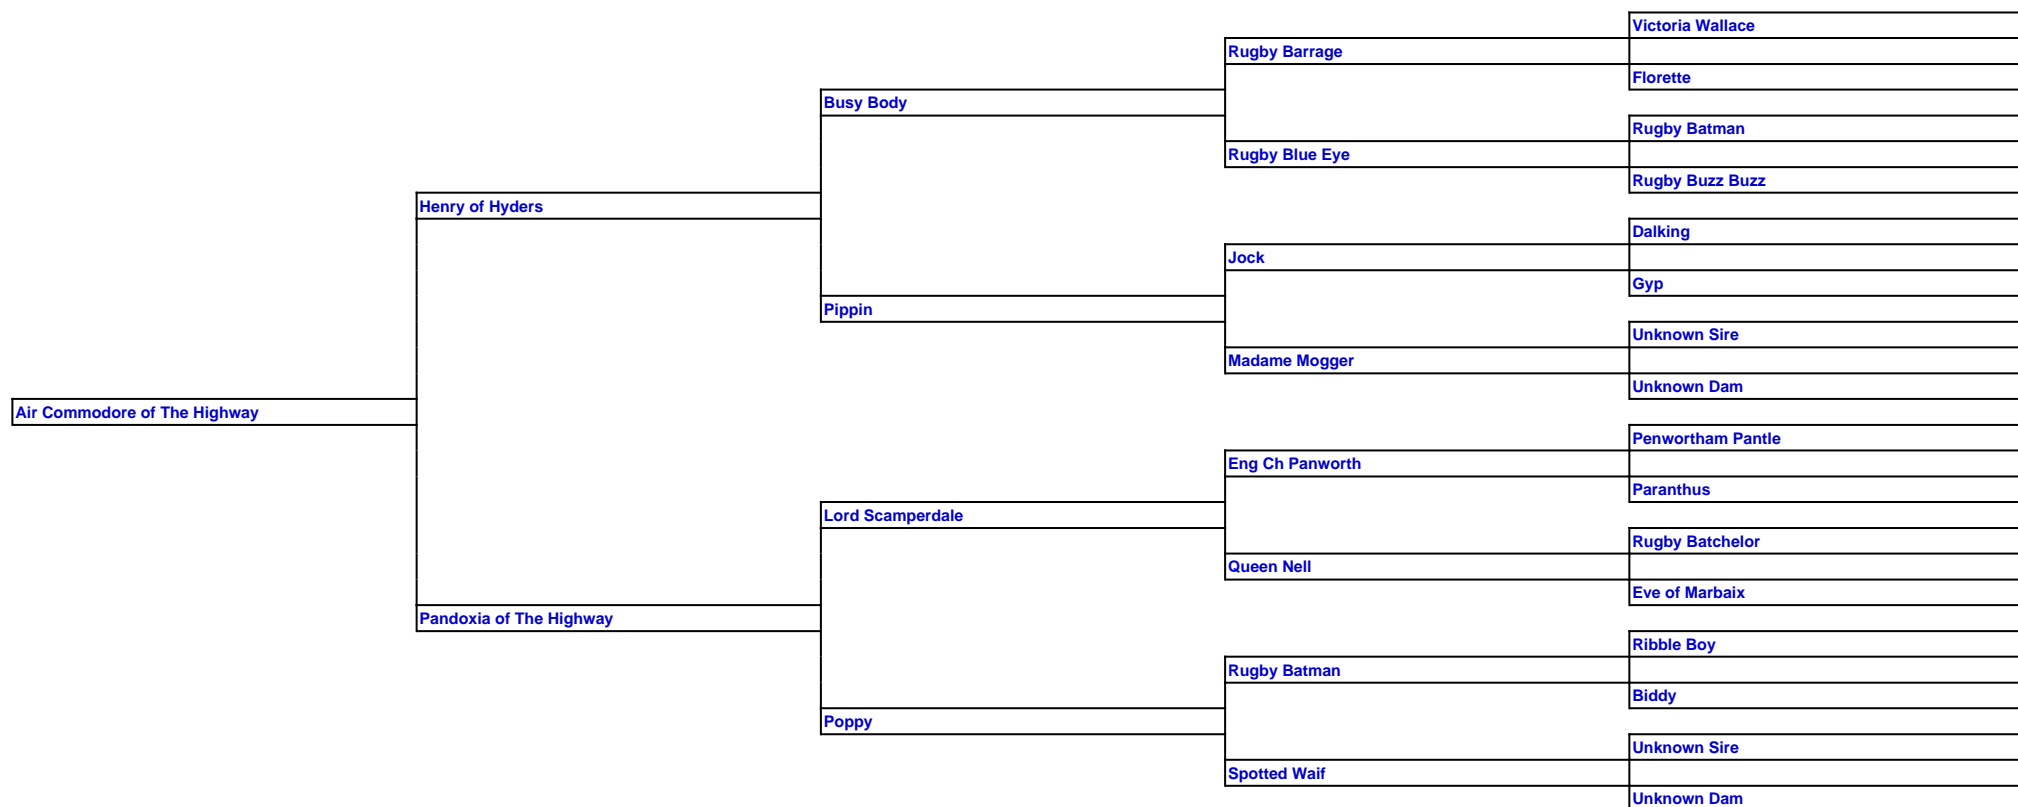 Victoria Wallace
Rugby Barrage
Florette
Busy Body
Rugby Batman
Rugby Blue Eye
Rugby Buzz Buzz
Henry of Hyders
Dalking
Jock
Gyp
Pippin
Unknown Sire
Madame Mogger
Unknown Dam
Air Commodore of The Highway
Penwortham Pantle
Eng Ch Panworth
Paranthus
Lord Scamperdale
Rugby Batchelor
Queen Nell
Eve of Marbaix
Pandoxia of The Highway
Ribble Boy
Rugby Batman
Biddy
Poppy
Unknown Sire
Spotted Waif
Unknown Dam